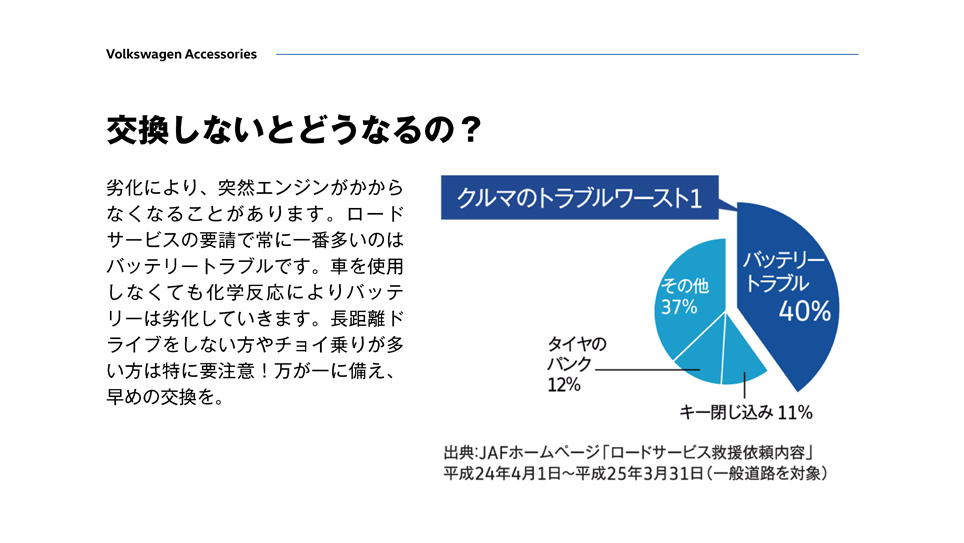 Volkswagen Accessories
交換しないとどうなるの？
劣化により、突然エンジンがかから
なくなることがあります。ロード
サービスの要請で常に一番多いのは
バッテリートラブルです。車を使用
しなくても化学反応によりバッテ
リーは劣化していきます。長距離ド
ライブをしない方やチョイ乗りが多
い方は特に要注意！万が一に備え、
早めの交換を。
クルマのトラブルワースト1
バッテリー
トラブル
40%
その他
37%
タイヤの
パンク
12%
キー閉じ込み 11%
出典:JAFホームページ「ロードサービス救援依頼内容」
平成24年4月1日～平成25年3月31日（一般道路を対象）